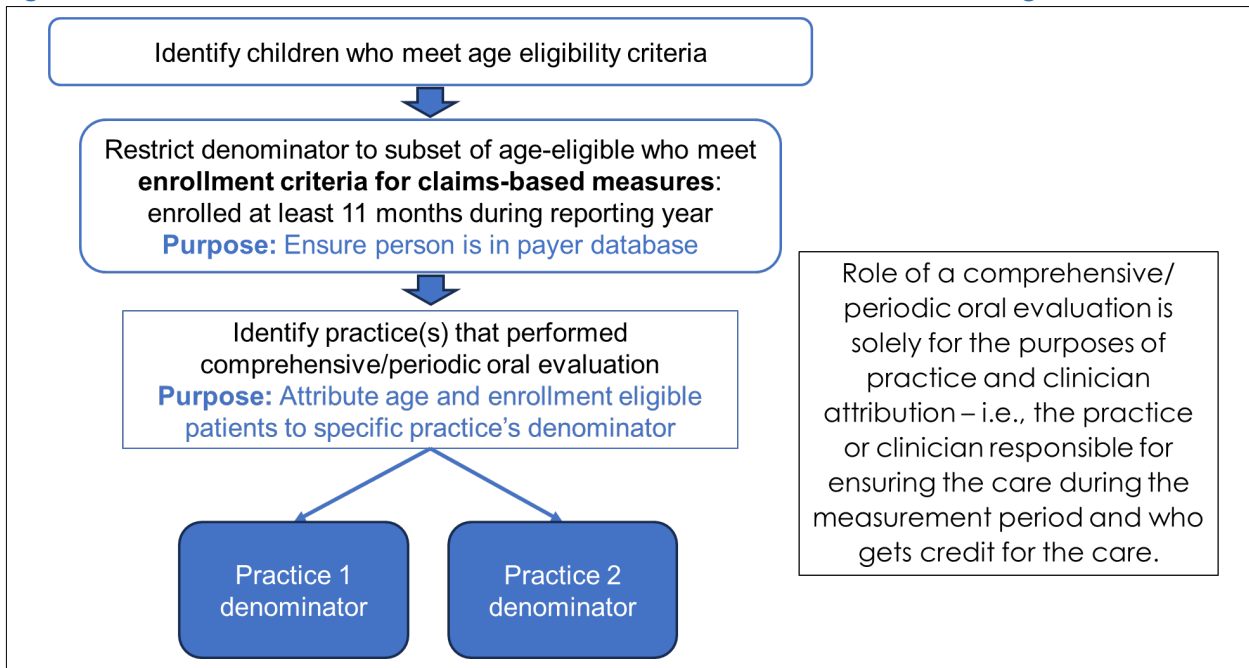 Identify children who meet age eligibility criteria
Restrict denominator to subset of age-eligible who meet
enrollment criteria for claims-based measures:
enrolled at least 11 months during reporting year
Purpose: Ensure person is in payer database
Identify practice(s) that performed
comprehensive/periodic oral evaluation
Purpose: Attribute age and enrollment eligible
patients to specific practice's denominator
Practice 1
denominator
Practice 2
denominator
Role of a comprehensive/
periodic oral evaluation is
solely for the purposes of
practice and clinician
attribution – i.e., the practice
or clinician responsible for
ensuring the care during the
measurement period and who
gets credit for the care.